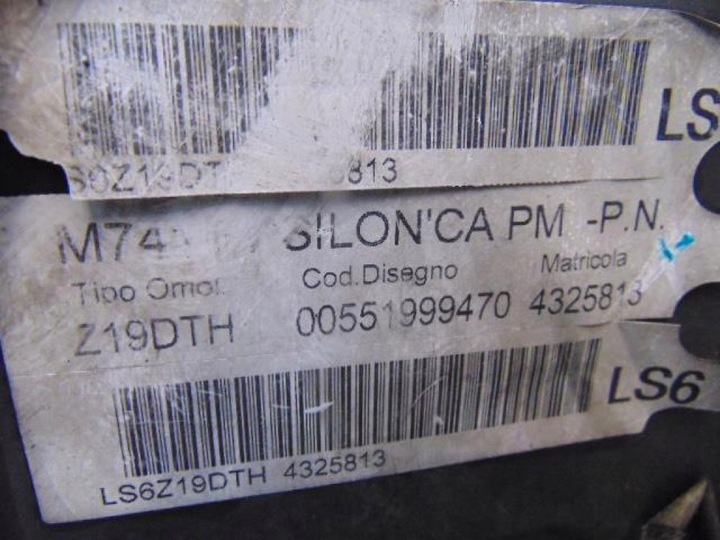 LS
813
SILON'CA PM -P.N.
Tipo Omol. Cod.Disegno Matricola
Z19DTH 00551999470 4325813
LS6
LS6Z19DTH 4325813